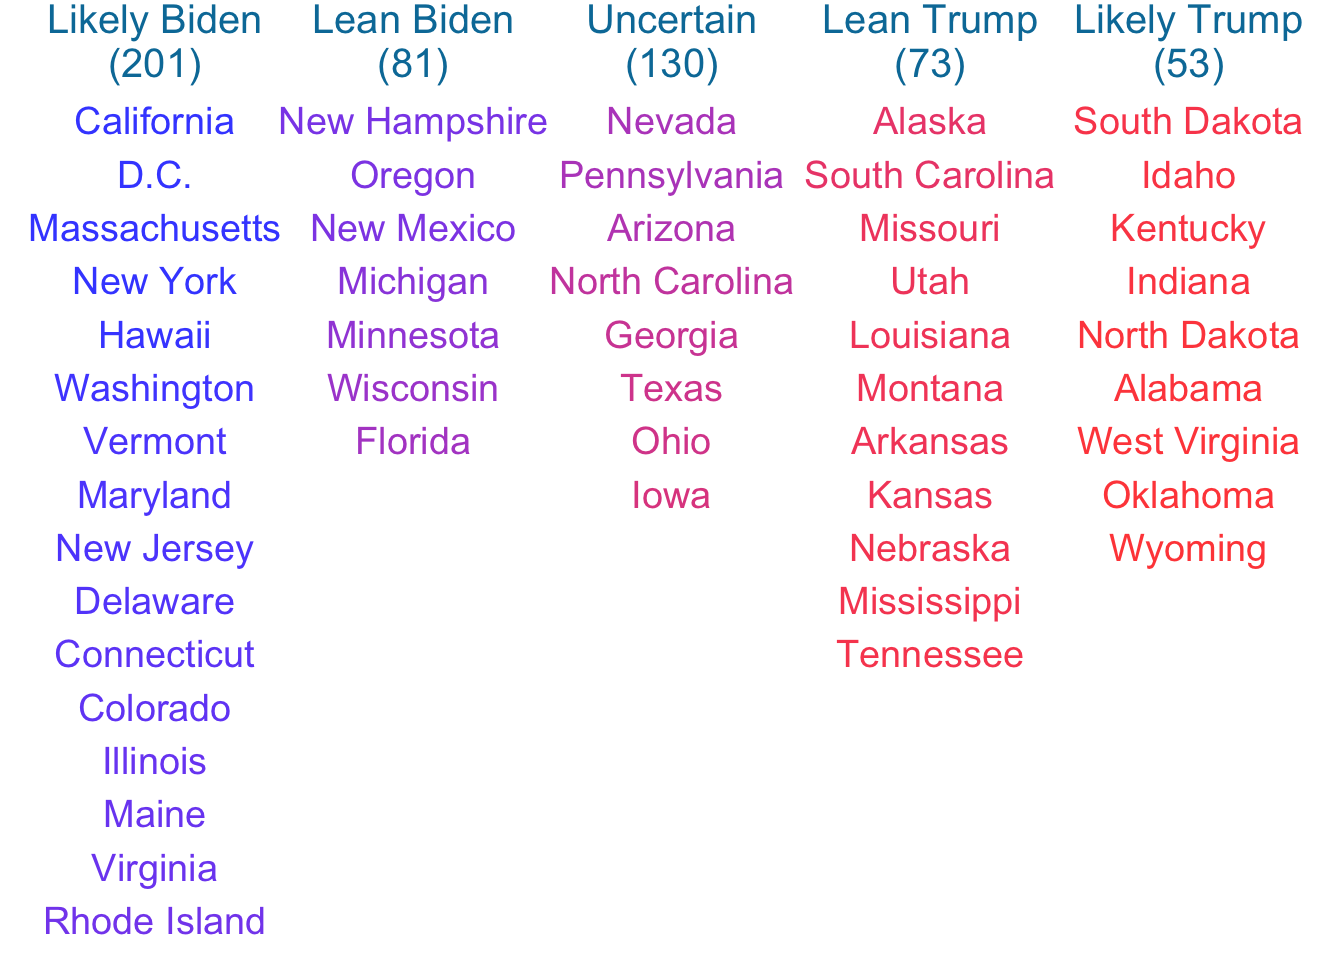 Likely Biden
(201)
California
D.C.
Massachusetts
New York
Hawaii
Washington
Vermont
Maryland
New Jersey
Delaware
Connecticut
Colorado
Illinois
Maine
Virginia
Rhode Island
Lean Biden
(81)
New Hampshire
Oregon
New Mexico
Michigan
Minnesota
Wisconsin
Florida
Uncertain
(130)
Nevada
Pennsylvania
Arizona
North Carolina
Georgia
Texas
Ohio
Iowa
Lean Trump
(73)
Alaska
South Carolina
Missouri
Utah
Louisiana
Montana
Arkansas
Kansas
Nebraska
Mississippi
Tennessee
Likely Trump
(53)
South Dakota
Idaho
Kentucky
Indiana
North Dakota
Alabama
West Virginia
Oklahoma
Wyoming